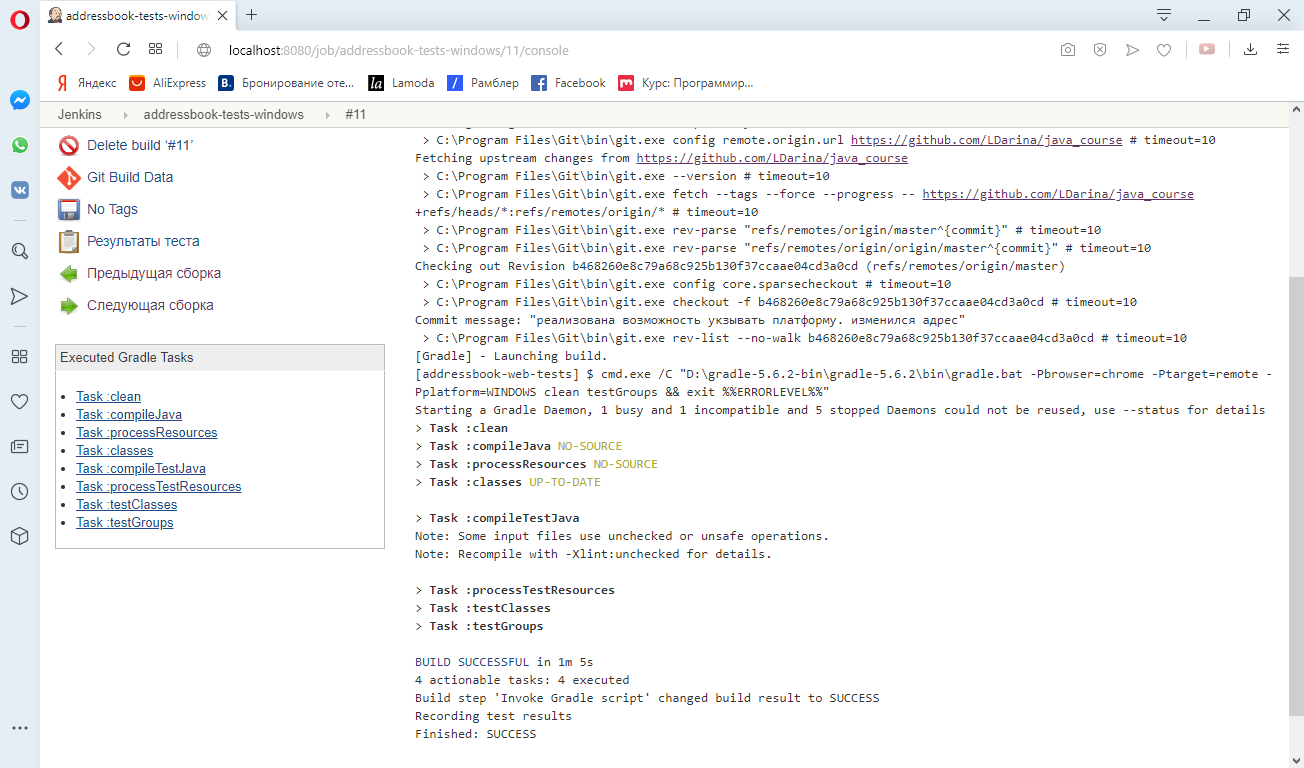 addressbook-tests-window
localhost:8080/job/addressbook-tests-windows/11/console
Яндекс
AliExpress
B. Бронирование оте...
la Lamoda
Рамблер
Facebook
Курс: Программир...
Jenkins
addressbook-tests-windows
#11
Delete build ‘#11’
Git Build Data
No Tags
Результаты теста
Предыдущая сборка
Следующая сборка
Executed Gradle Tasks
Task :clean
Task :compileJava
Task :processResources
Task :classes
Task :compileTestJava
Task :processTestResources
Task :testClasses
Task :testGroups
> C:\Program Files\Git\bin\git.exe config remote.origin.url https://github.com/LDarina/java_course # timeout=10
Fetching upstream changes from https://github.com/LDarina/java_course
> C:\Program Files\Git\bin\git.exe --version # timeout=10
> C:\Program Files\Git\bin\git.exe fetch --tags --force --progress -- https://github.com/LDarina/java_course
+refs/heads/*:refs/remotes/origin/* # timeout=10
> C:\Program Files\Git\bin\git.exe rev-parse "refs/remotes/origin/master^{commit}" # timeout=10
> C:\Program Files\Git\bin\git.exe rev-parse "refs/remotes/origin/origin/master^{commit}" # timeout=10
Checking out Revision b468260e8c79a68c925b130f37ccaae04cd3a0cd (refs/remotes/origin/master)
> C:\Program Files\Git\bin\git.exe config core.sparsecheckout # timeout=10
> C:\Program Files\Git\bin\git.exe checkout -f b468260e8c79a68c925b130f37ccaae04cd3a0cd # timeout=10
Commit message: "реализована возможность укзывать платформу. изменился адрес"
> C:\Program Files\Git\bin\git.exe rev-list --no-walk b468260e8c79a68c925b130f37ccaae04cd3a0cd # timeout=10
[Gradle] - Launching build.
[addressbook-web-tests] $ cmd.exe /C "D:\gradle-5.6.2-bin\gradle-5.6.2\bin\gradle.bat -Pbrowser=chrome -Ptarget=remote -
Pplatform=WINDOWS clean testGroups && exit %%ERRORLEVEL%%"
Starting a Gradle Daemon, 1 busy and 1 incompatible and 5 stopped Daemons could not be reused, use --status for details
> Task :clean
> Task :compileJava NO-SOURCE
> Task :processResources NO-SOURCE
> Task :classes UP-TO-DATE
> Task :compileTestJava
Note: Some input files use unchecked or unsafe operations.
Note: Recompile with -Xlint:unchecked for details.
> Task :processTestResources
> Task :testClasses
> Task :testGroups
BUILD SUCCESSFUL in 1m 5s
4 actionable tasks: 4 executed
Build step 'Invoke Gradle script' changed build result to SUCCESS
Recording test results
Finished: SUCCESS